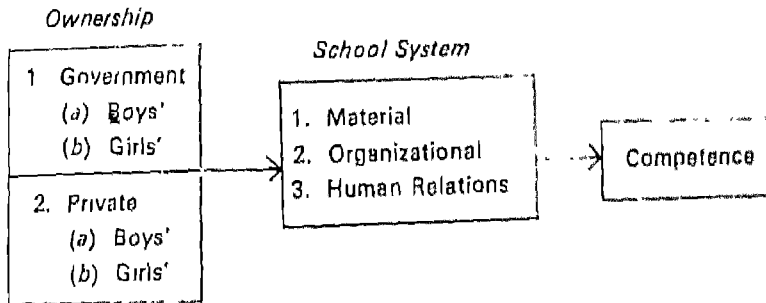 Ownership
1 Government
(a) Boys'
(b) Girls'
2. Private
(a) Boys'
(b) Girls'
School System
1. Material
2. Organizational
3. Human Relations
Competence